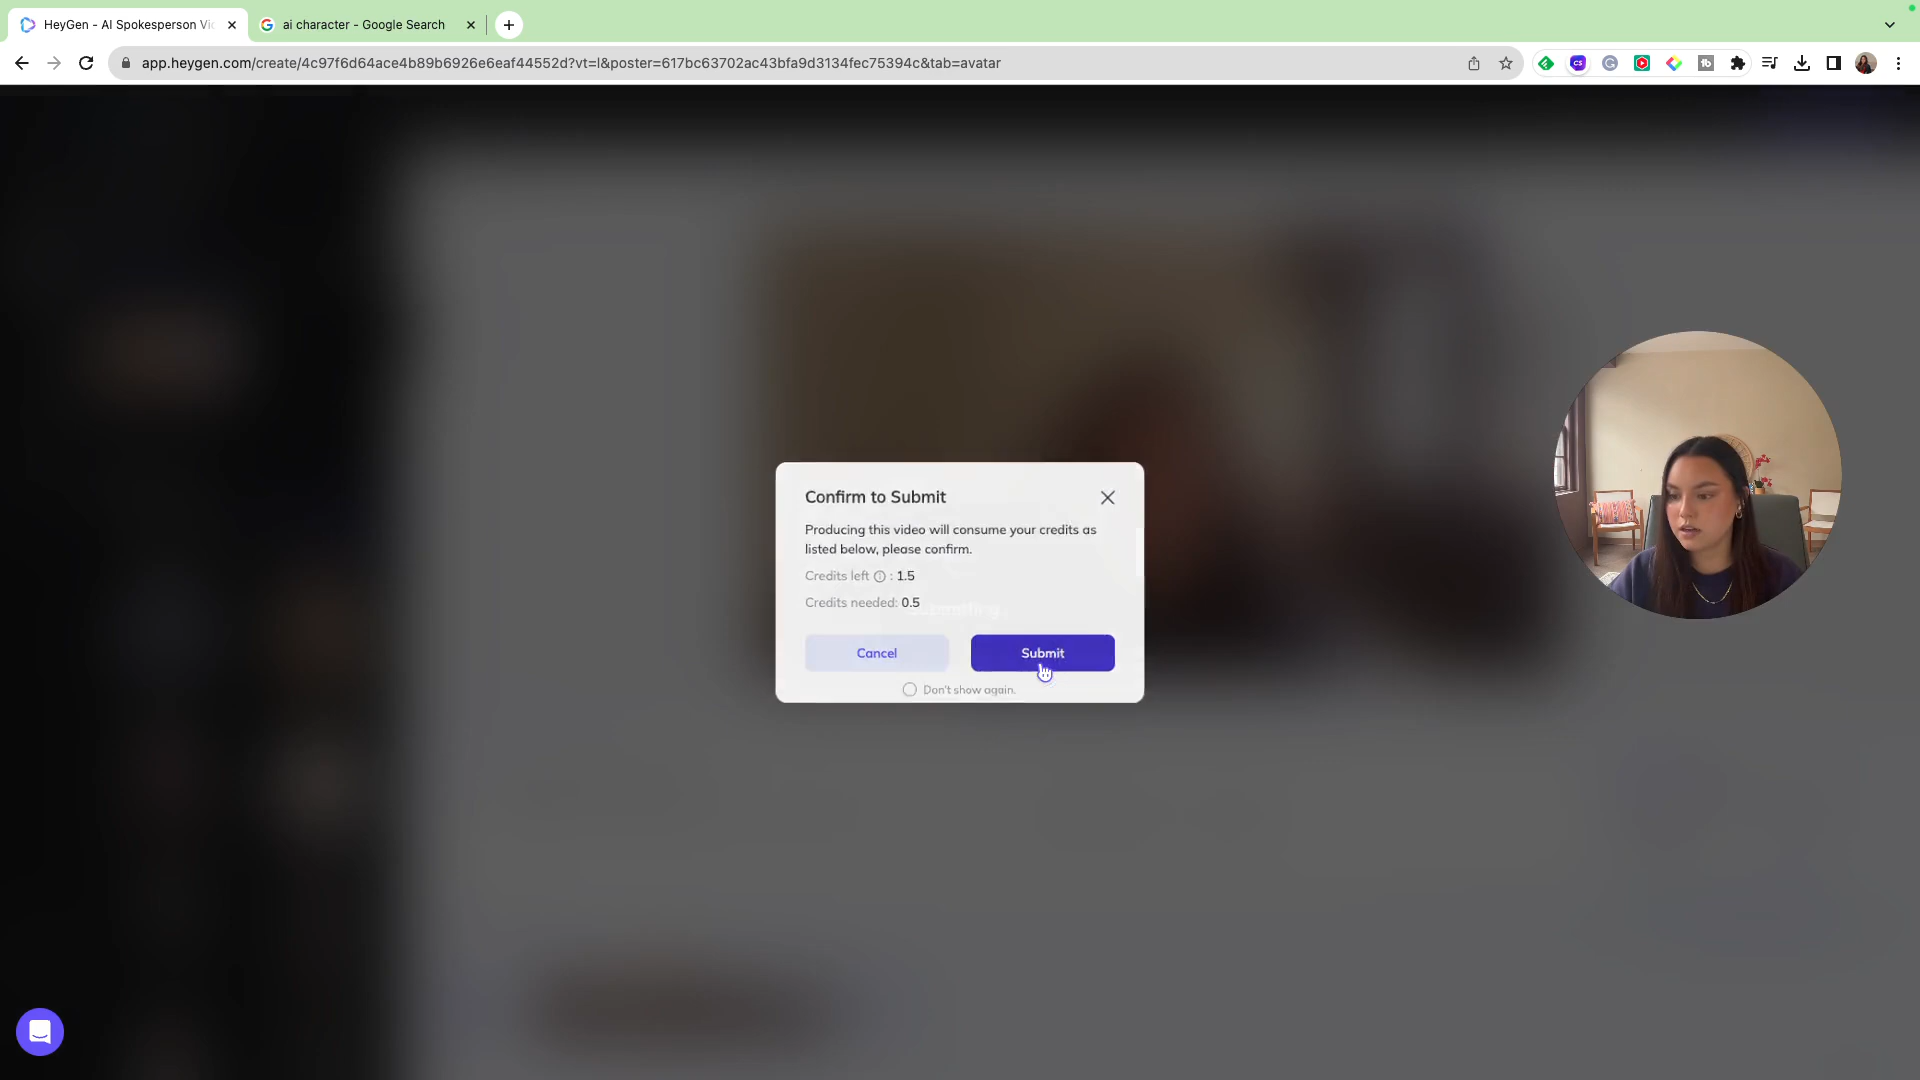 HeyGen - AI Spokesperson Vi
ai character - Google Search
app.heygen.com/create/4c97f6d64ace4b89b6926e6eaf44552d?vt=l&poster=617bc63702ac43bfa9d3134fec75394c&tab=avatar
Confirm to Submit
Producing this video will consume your credits as
listed below, please confirm.
Credits left : 1.5
Credits needed: 0.5
Submitting
Cancel
Submit
Don't show again.